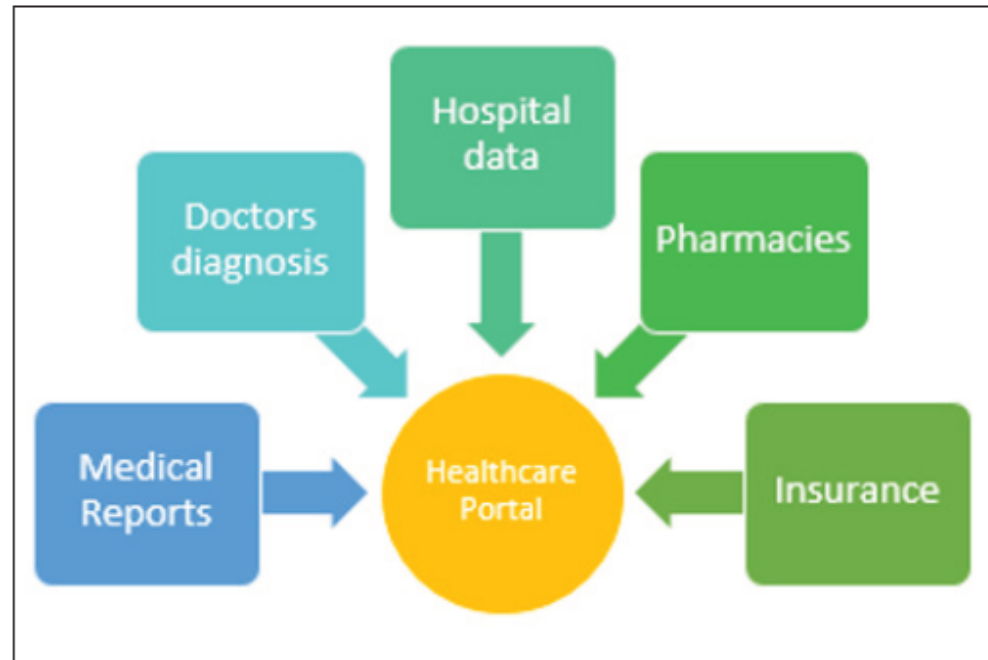 Hospital
data
Doctors
diagnosis
Pharmacies
Medical
Reports
Healthcare
Portal
Insurance